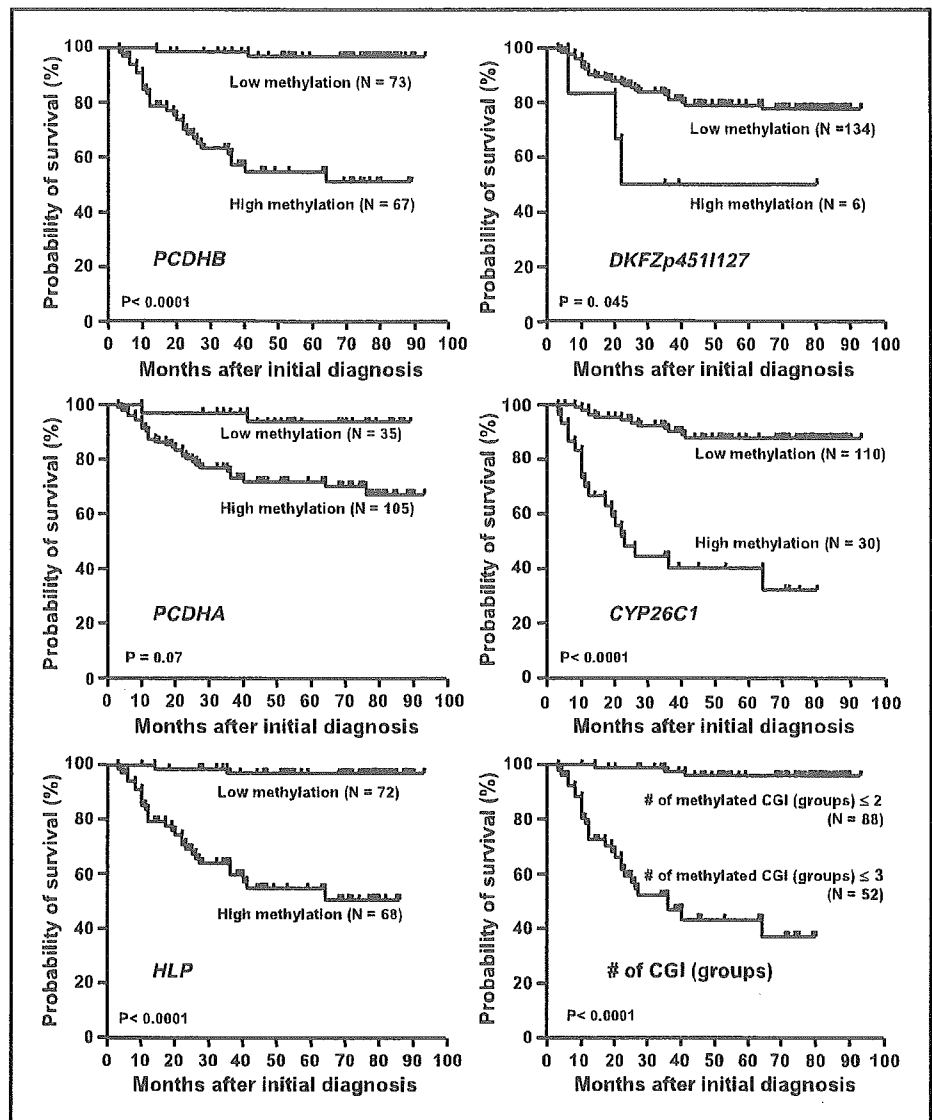 Probability of survival (%)
100
80
60
40
20
0
Low methylation (N = 73)
High methylation (N = 67)
PCDHB
P< 0.0001
0 10 20 30 40 50 60 70 80 90 100
Months after initial diagnosis
Probability of survival (%)
100
80
60
40
20
0
Low methylation (N =134)
High methylation (N = 6)
DKFZp451I127
P = 0. 045
0 10 20 30 40 50 60 70 80 90 100
Months after initial diagnosis
Probability of survival (%)
100
80
60
40
20
0
Low methylation (N = 35)
High methylation (N = 105)
PCDHA
P = 0.07
0 10 20 30 40 50 60 70 80 90 100
Months after initial diagnosis
Probability of survival (%)
100
80
60
40
20
0
Low methylation (N = 110)
High methylation (N = 30)
CYP26C1
P< 0.0001
0 10 20 30 40 50 60 70 80 90 100
Months after initial diagnosis
Probability of survival (%)
100
80
60
40
20
0
Low methylation (N = 72)
High methylation (N = 68)
HLP
P < 0.0001
0 10 20 30 40 50 60 70 80 90 100
Months after initial diagnosis
Probability of survival (%)
100
80
60
40
20
0
# of methylated CGI (groups) ≤ 2
(N = 88)
# of methylated CGI (groups) ≤ 3
(N = 52)
# of CGI (groups)
P< 0.0001
0 10 20 30 40 50 60 70 80 90 100
Months after initial diagnosis